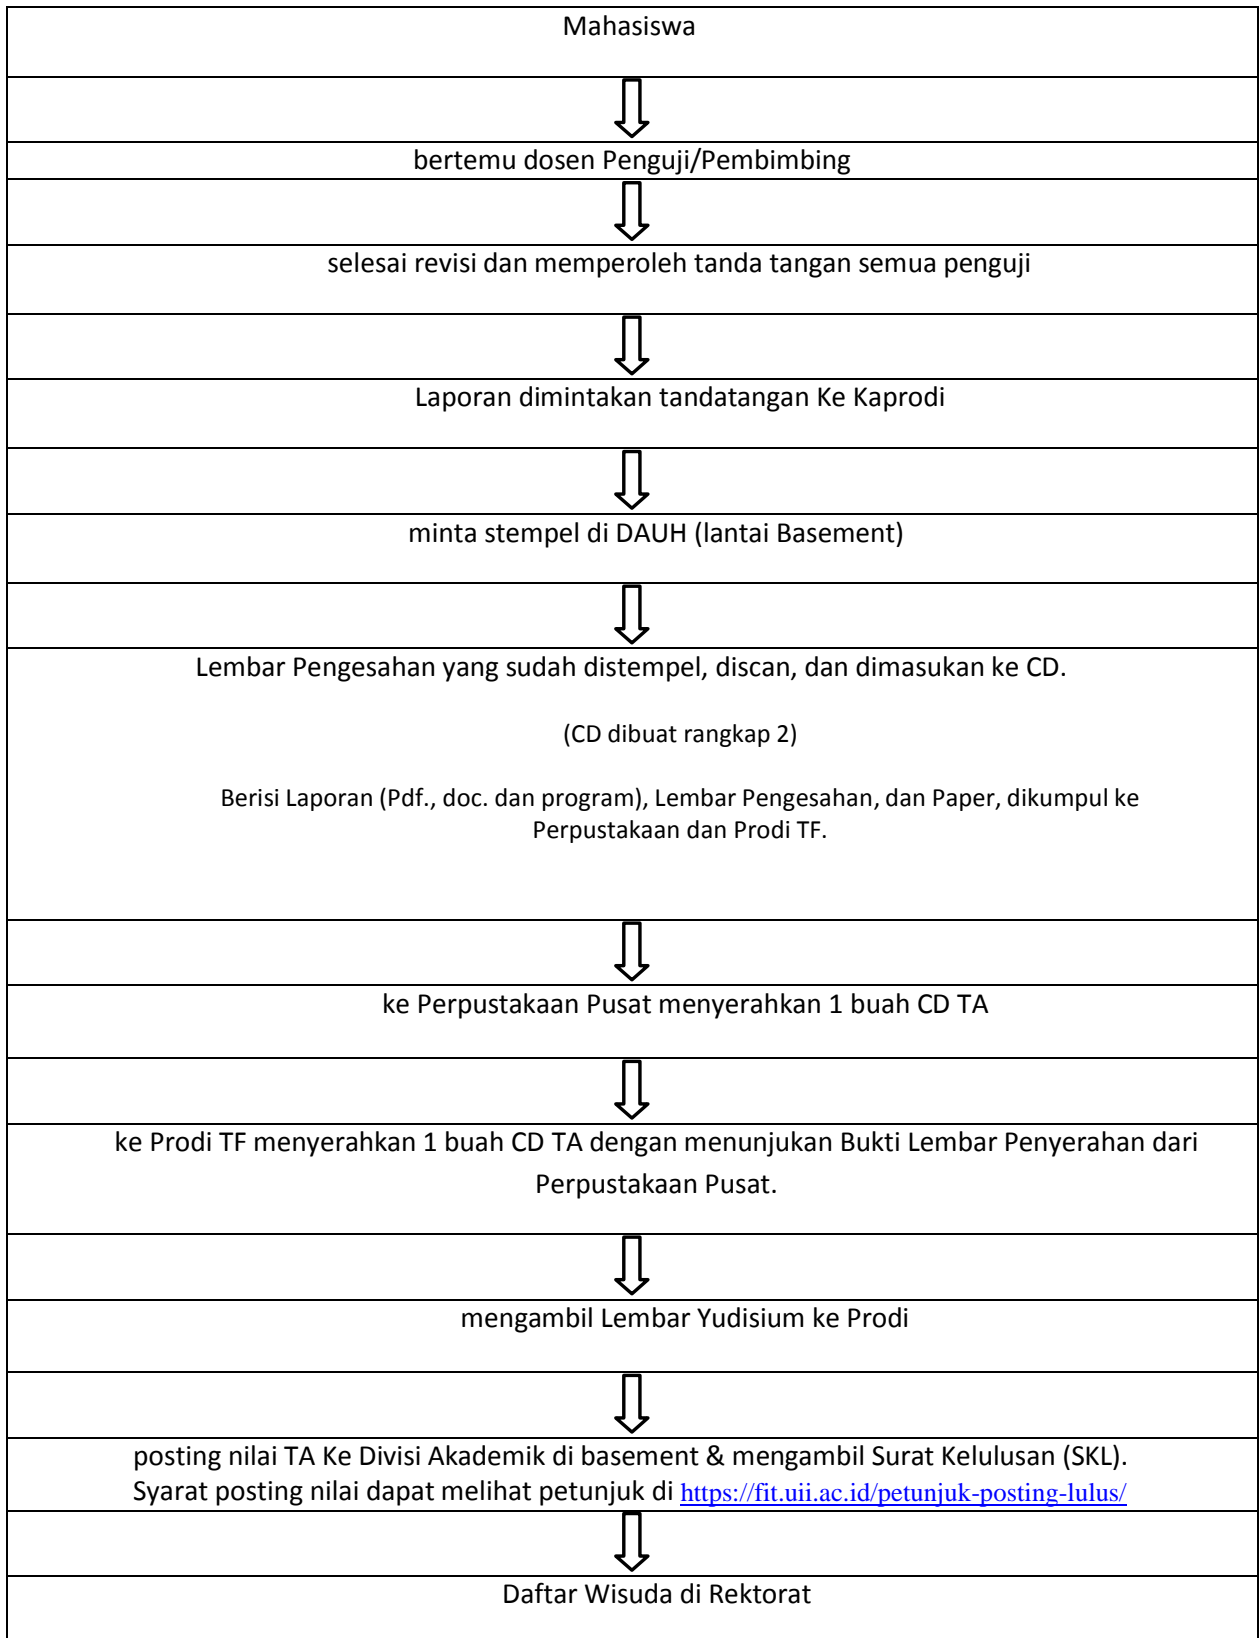 Mahasiswa
bertemu dosen Penguji/Pembimbing
selesai revisi dan memperoleh tanda tangan semua penguji
Laporan dimintakan tandatangan Ke Kaprodi
minta stempel di DAUH (lantai Basement)
Lembar Pengesahan yang sudah distempel, discan, dan dimasukan ke CD.
(CD dibuat rangkap 2)
Berisi Laporan (Pdf., doc. dan program), Lembar Pengesahan, dan Paper, dikumpul ke
Perpustakaan dan Prodi TF.
ke Perpustakaan Pusat menyerahkan 1 buah CD TA
ke Prodi TF menyerahkan 1 buah CD TA dengan menunjukan Bukti Lembar Penyerahan dari
Perpustakaan Pusat.
mengambil Lembar Yudisium ke Prodi
posting nilai TA Ke Divisi Akademik di basement & mengambil Surat Kelulusan (SKL).
Syarat posting nilai dapat melihat petunjuk di https://fit.uii.ac.id/petunjuk-posting-lulus/
Daftar Wisuda di Rektorat